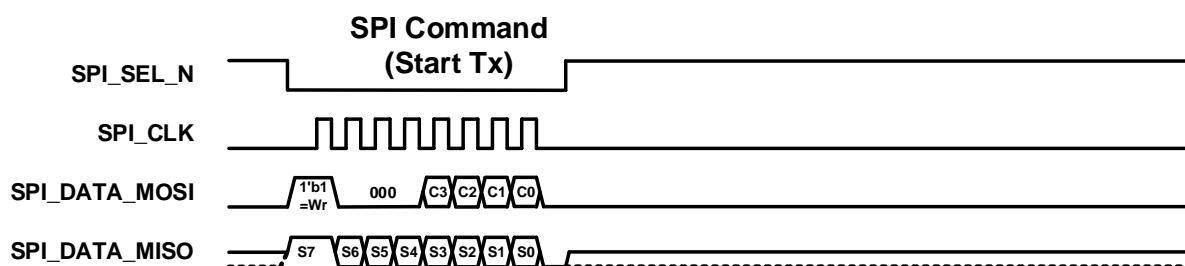 SPI Command
(Start Tx)
SPI_SEL_N
SPI_CLK
SPI_DATA_MOSI
1'b1
=Wr
000
C3 C2 C1 C0
SPI_DATA_MISO
S7 S6 S5 S4 S3 S2 S1 S0